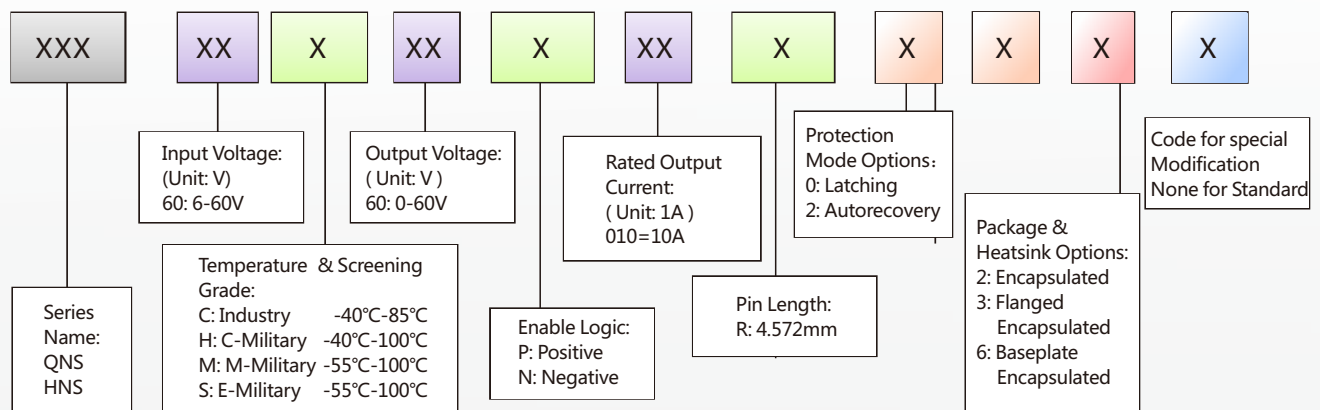 XXX XX X XX X XX X X X X X
Input Voltage:
(Unit: V)
60: 6-60V
Output Voltage:
( Unit: V )
60: 0-60V
Rated Output
Current:
( Unit: 1A )
010=10A
Protection
Mode Options：
0: Latching
2: Autorecovery
Code for special
Modification
None for Standard
Series
Name:
QNS
HNS
Temperature & Screening
Grade:
C: Industry -40℃-85℃
H: C-Military -40℃-100℃
M: M-Military -55℃-100℃
S: E-Military -55℃-100℃
Enable Logic:
P: Positive
N: Negative
Pin Length:
R: 4.572mm
Package &
Heatsink Options:
2: Encapsulated
3: Flanged
Encapsulated
6: Baseplate
Encapsulated